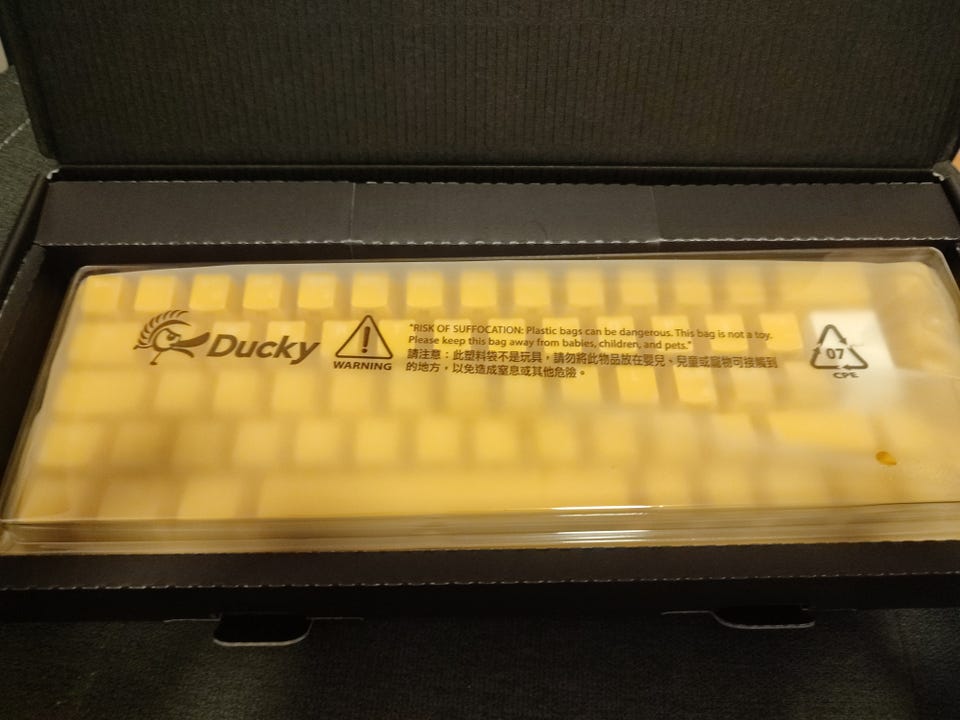 Ducky
WARNING
*RISK OF SUFFOCATION: Plastic bags can be dangerous. This bag is not a toy.
Please keep this bag away from babies, children, and pets.*
請注意：此塑料袋不是玩具，請勿將此物品放在嬰兒、兒童或寵物可接觸到
的地方，以免造成窒息或其他危險。
07
CPE